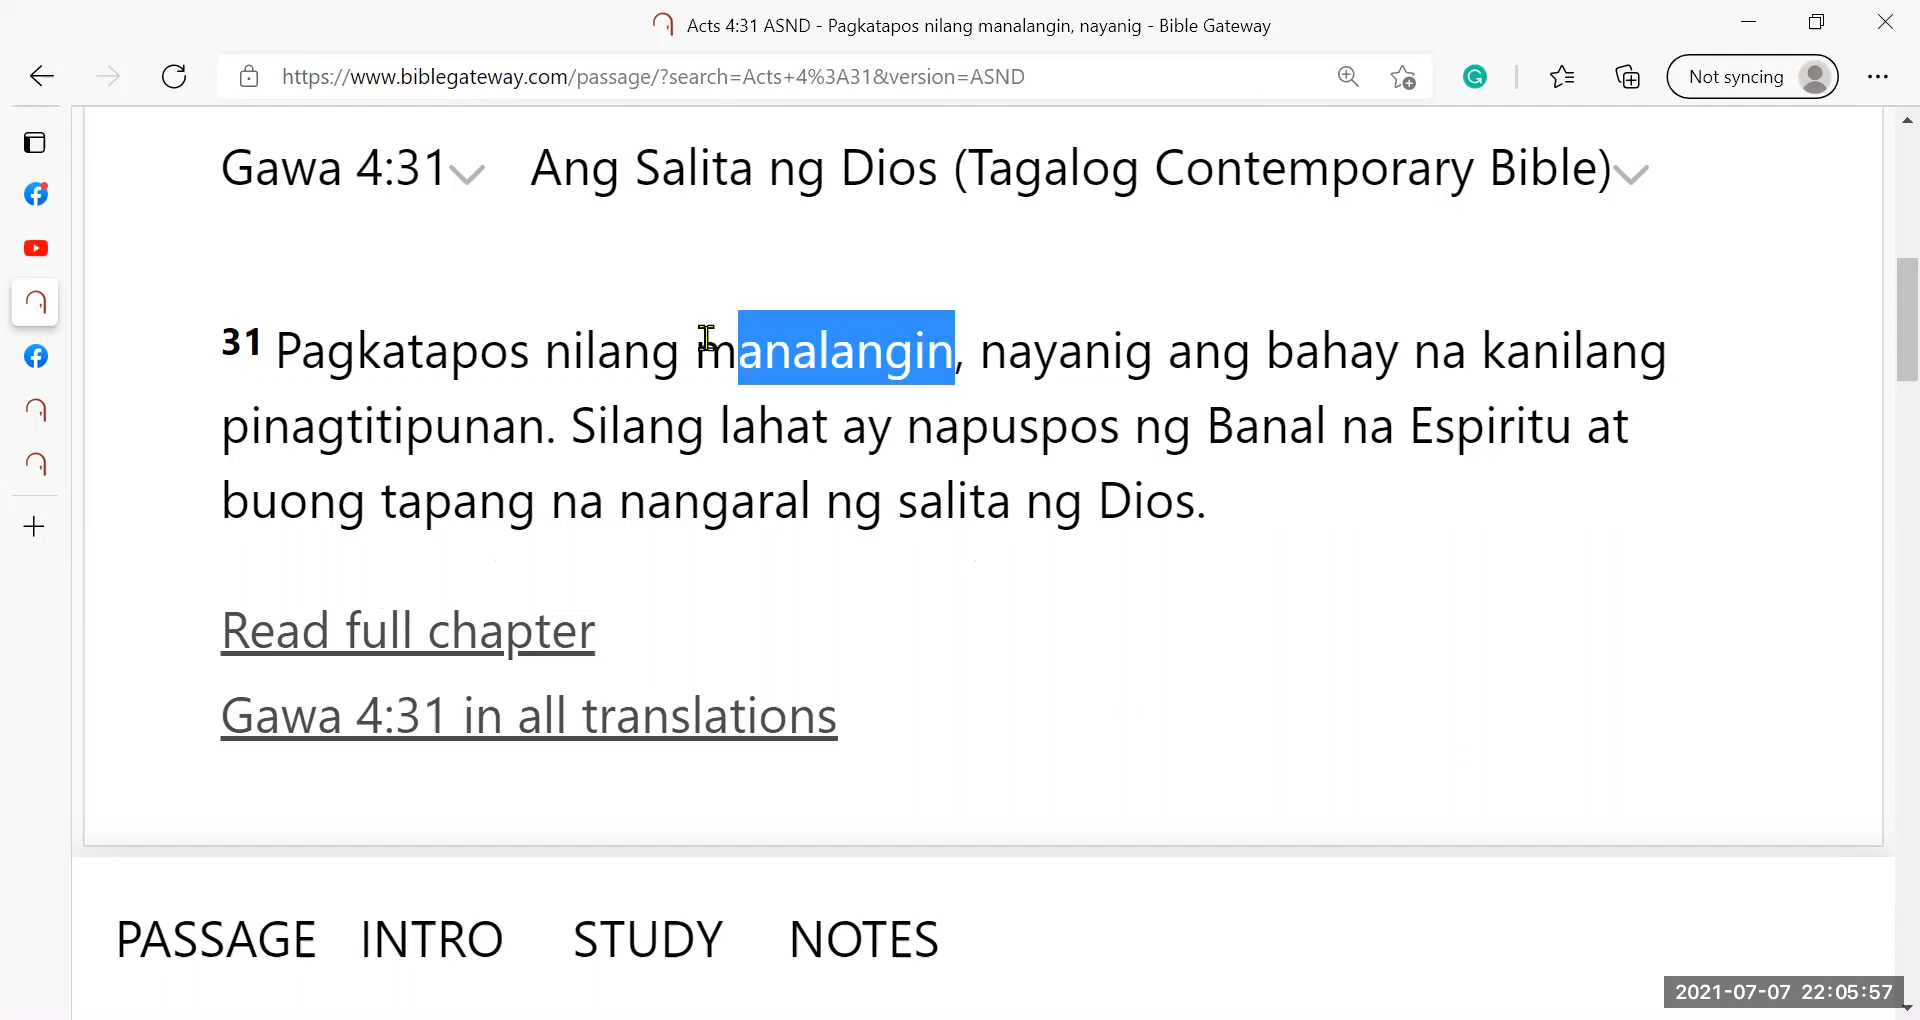 Acts 4:31 ASND - Pagkatapos nilang manalangin, nayanig - Bible Gateway
https://www.biblegateway.com/passage/?search=Acts+4%3A31&version=ASND
Not syncing
Gawa 4:31 Ang Salita ng Dios (Tagalog Contemporary Bible)
31 Pagkatapos nilang manalangin, nayanig ang bahay na kanilang
pinagtitipunan. Silang lahat ay napuspos ng Banal na Espiritu at
buong tapang na nangaral ng salita ng Dios.
Read full chapter
Gawa 4:31 in all translations
PASSAGE INTRO STUDY NOTES
2021-07-07 22:05:57